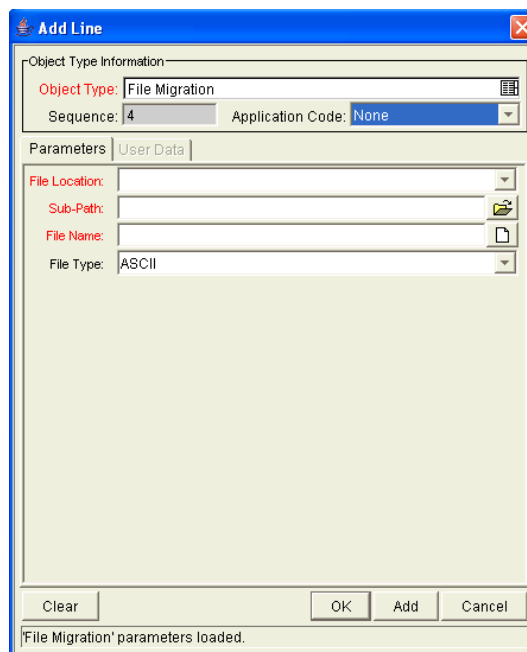 Add Line
Object Type Information
Object Type: File Migration
Sequence: 4 Application Code: None
Parameters User Data
File Location:
Sub-Path:
File Name:
File Type: ASCII
Clear OK Add Cancel
'File Migration' parameters loaded.